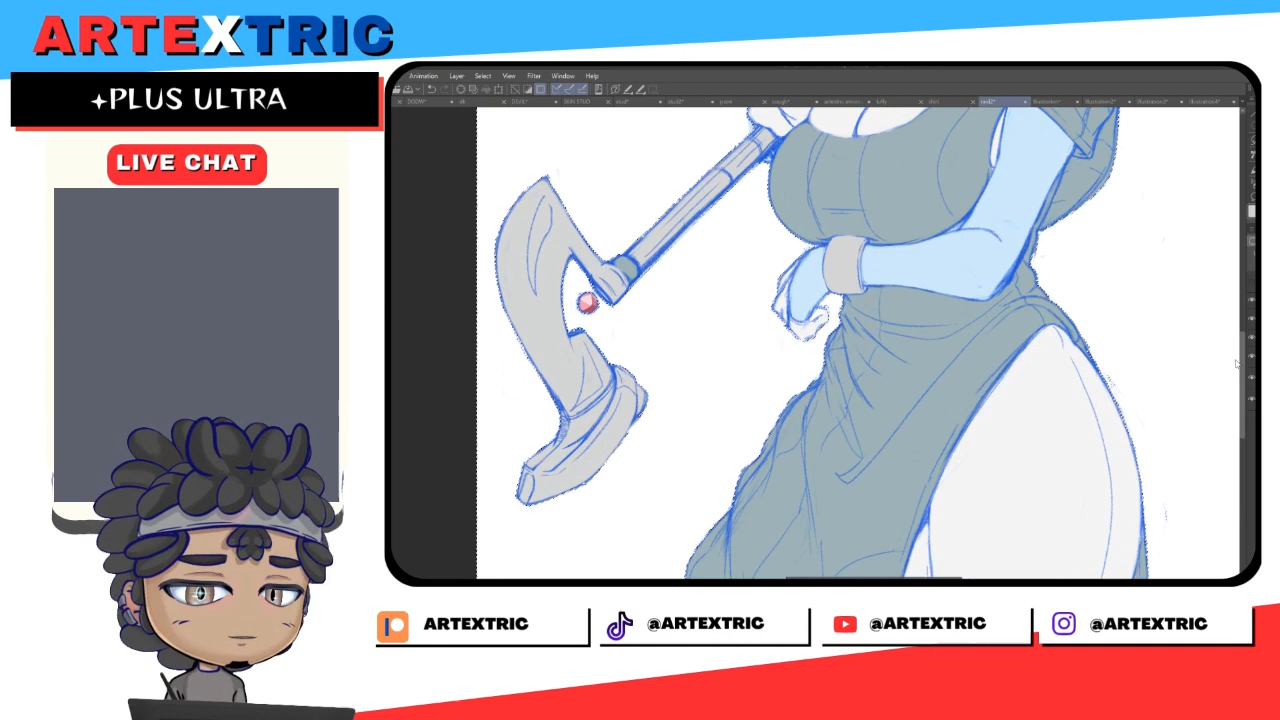 ARTEXTRIC
PLUS ULTRA
LIVE CHAT
Animation Layer Select View Filter Window Help
ARTEXTRIC
@ARTEXTRIC
@ARTEXTRIC
@ARTEXTRIC